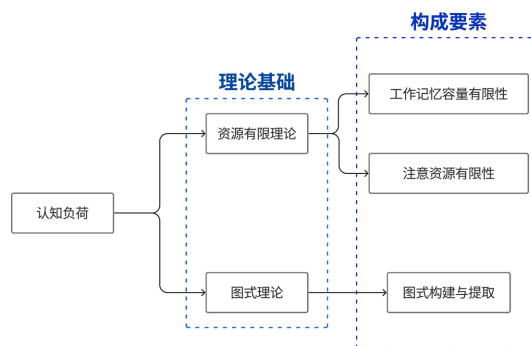 构成要素
理论基础
工作记忆容量有限性
资源有限理论
注意资源有限性
认知负荷
图式理论
图式构建与提取